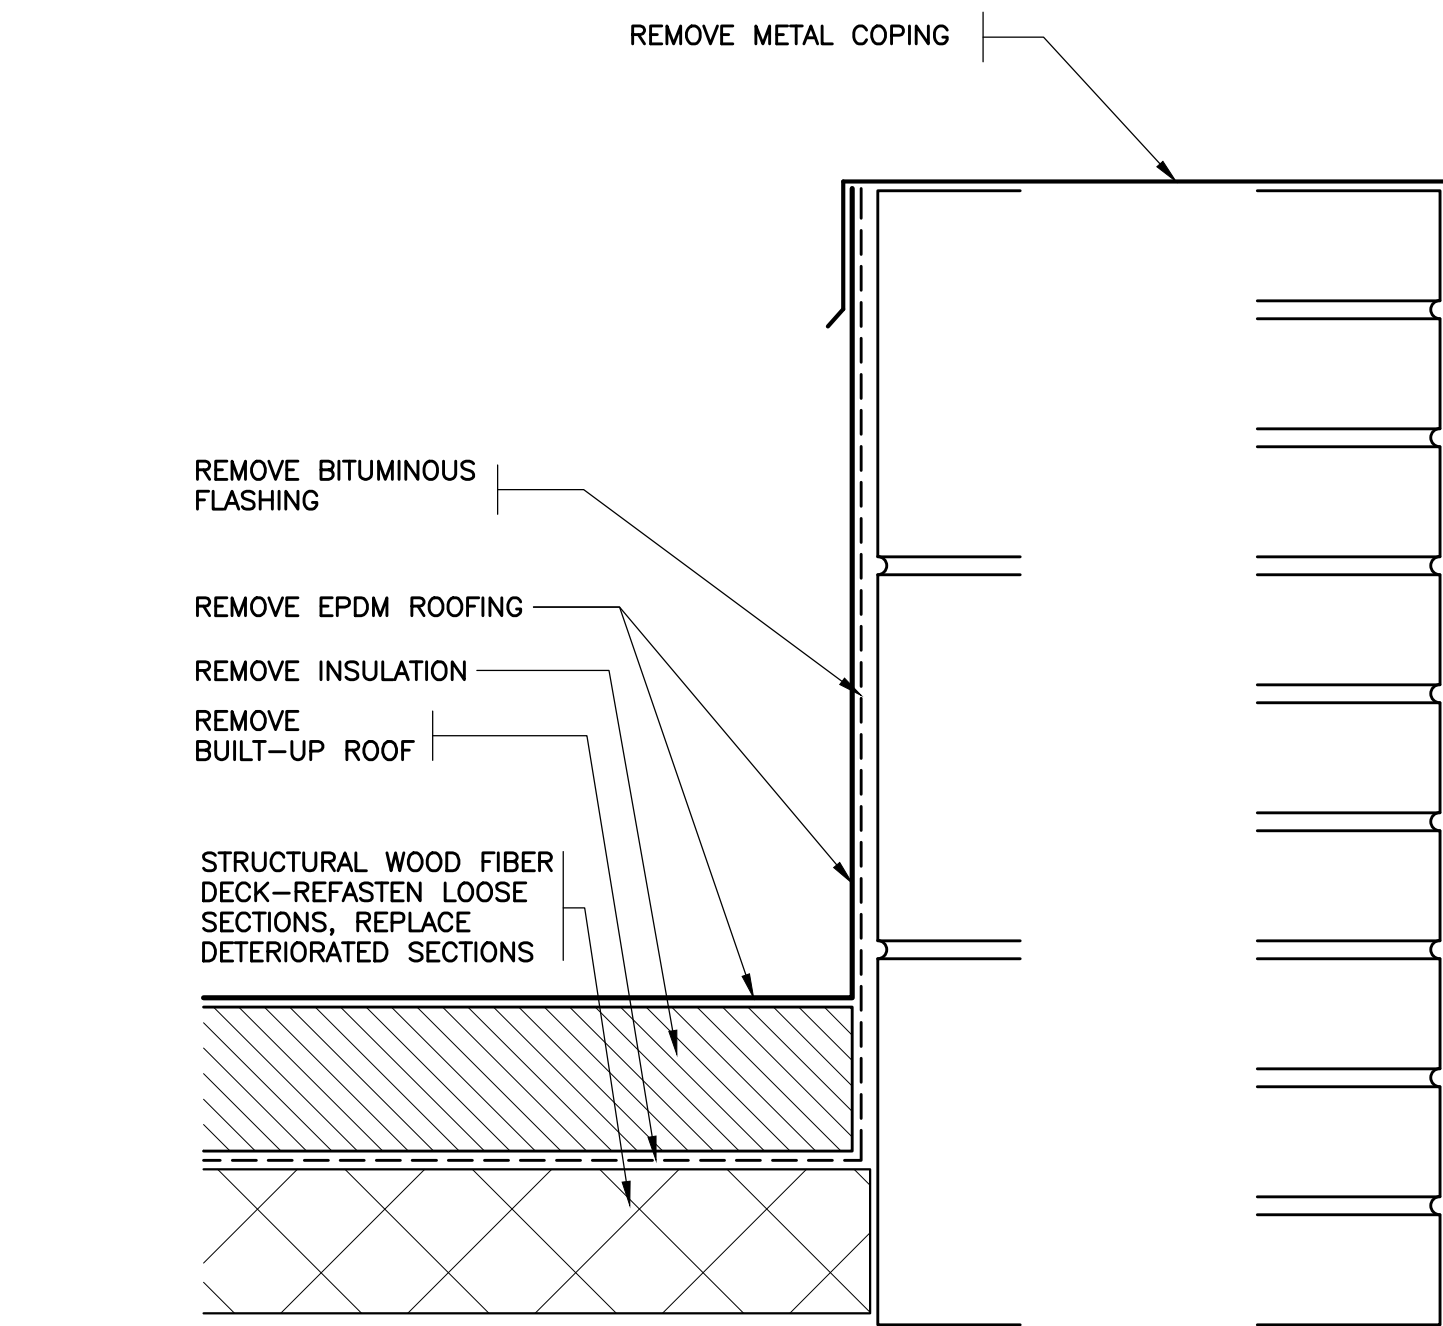 REMOVE METAL COPING
REMOVE BITUMINOUS
FLASHING
REMOVE EPDM ROOFING
REMOVE INSULATION
REMOVE
BUILT-UP ROOF
STRUCTURAL WOOD FIBER
DECK-REFASTEN LOOSE
SECTIONS, REPLACE
DETERIORATED SECTIONS